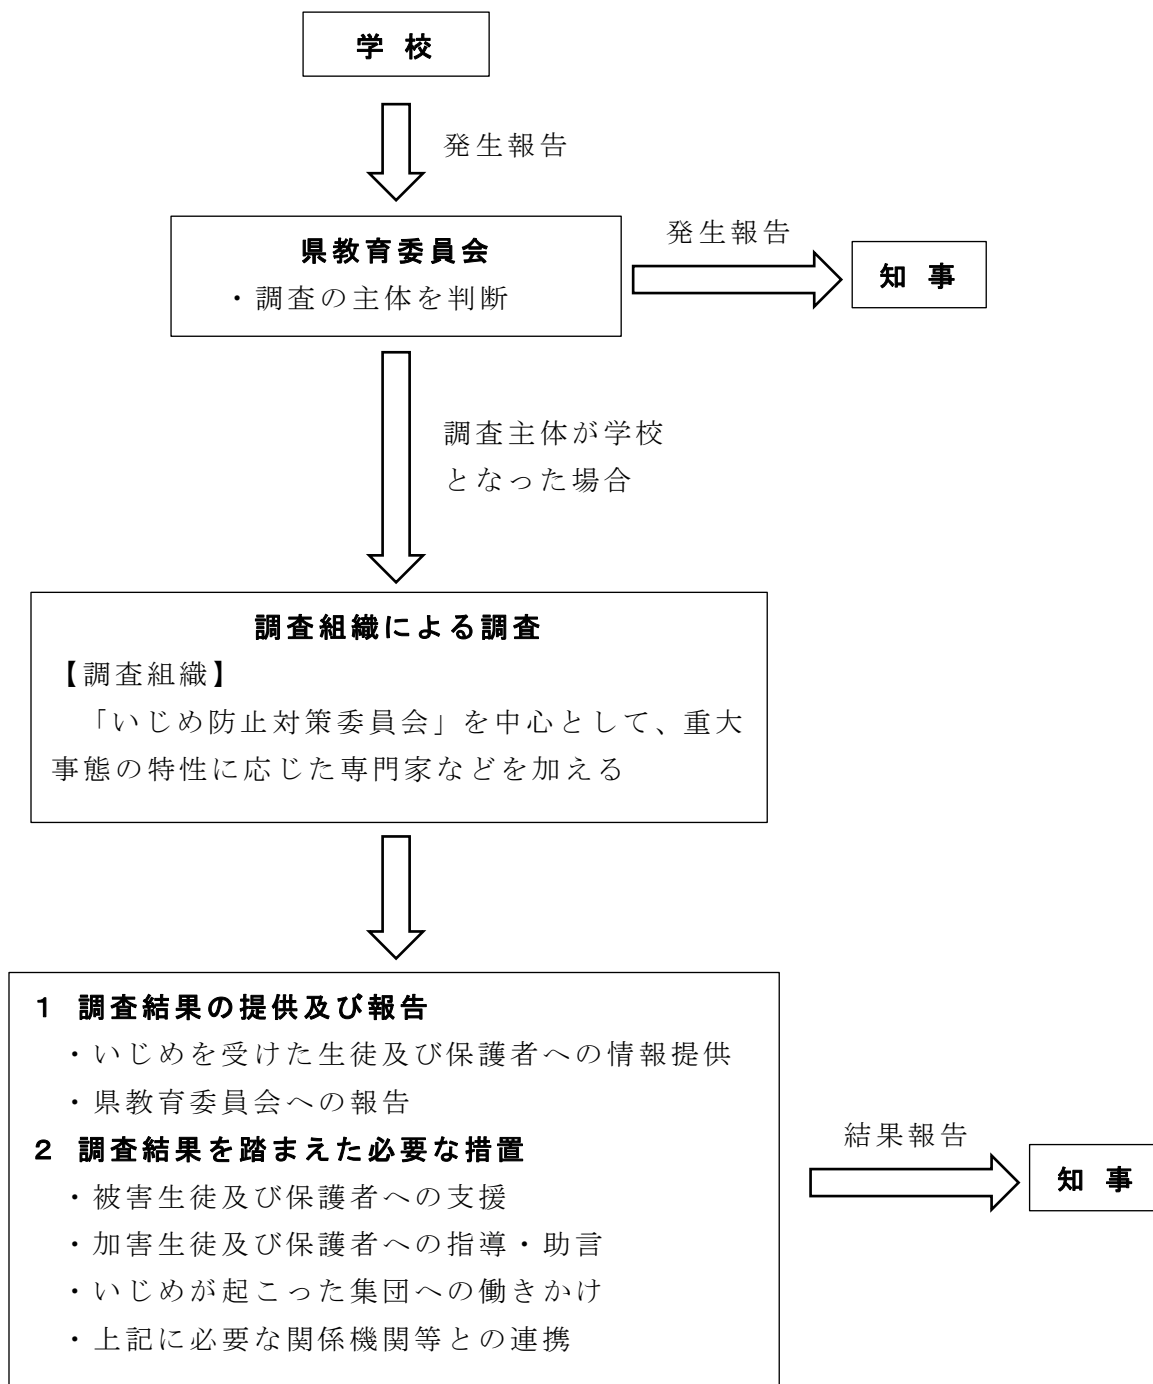 学 校
発生報告
県教育委員会
・調査の主体を判断
発生報告
知 事
調査主体が学校
となった場合
調査組織による調査
【調査組織】
「いじめ防止対策委員会」を中心として、重大
事態の特性に応じた専門家などを加える
1 調査結果の提供及び報告
・いじめを受けた生徒及び保護者への情報提供
・県教育委員会への報告
2 調査結果を踏まえた必要な措置
・被害生徒及び保護者への支援
・加害生徒及び保護者への指導・助言
・いじめが起こった集団への働きかけ
・上記に必要な関係機関等との連携
結果報告
知 事